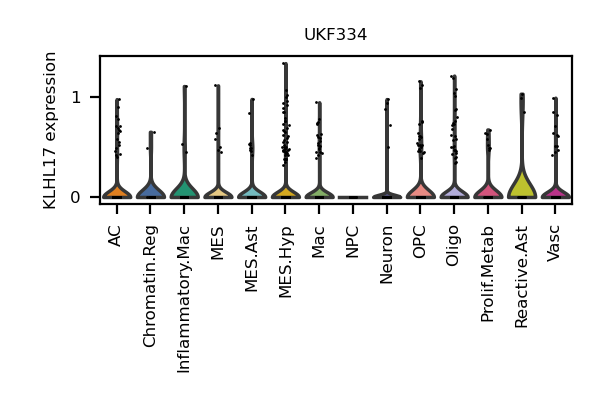 UKF334
KLHL17 expression
1
0
AC
Chromatin.Reg
Inflammatory.Mac
MES
MES.Ast
MES.Hyp
Mac
NPC
Neuron
OPC
Oligo
Prolif.Metab
Reactive.Ast
Vasc